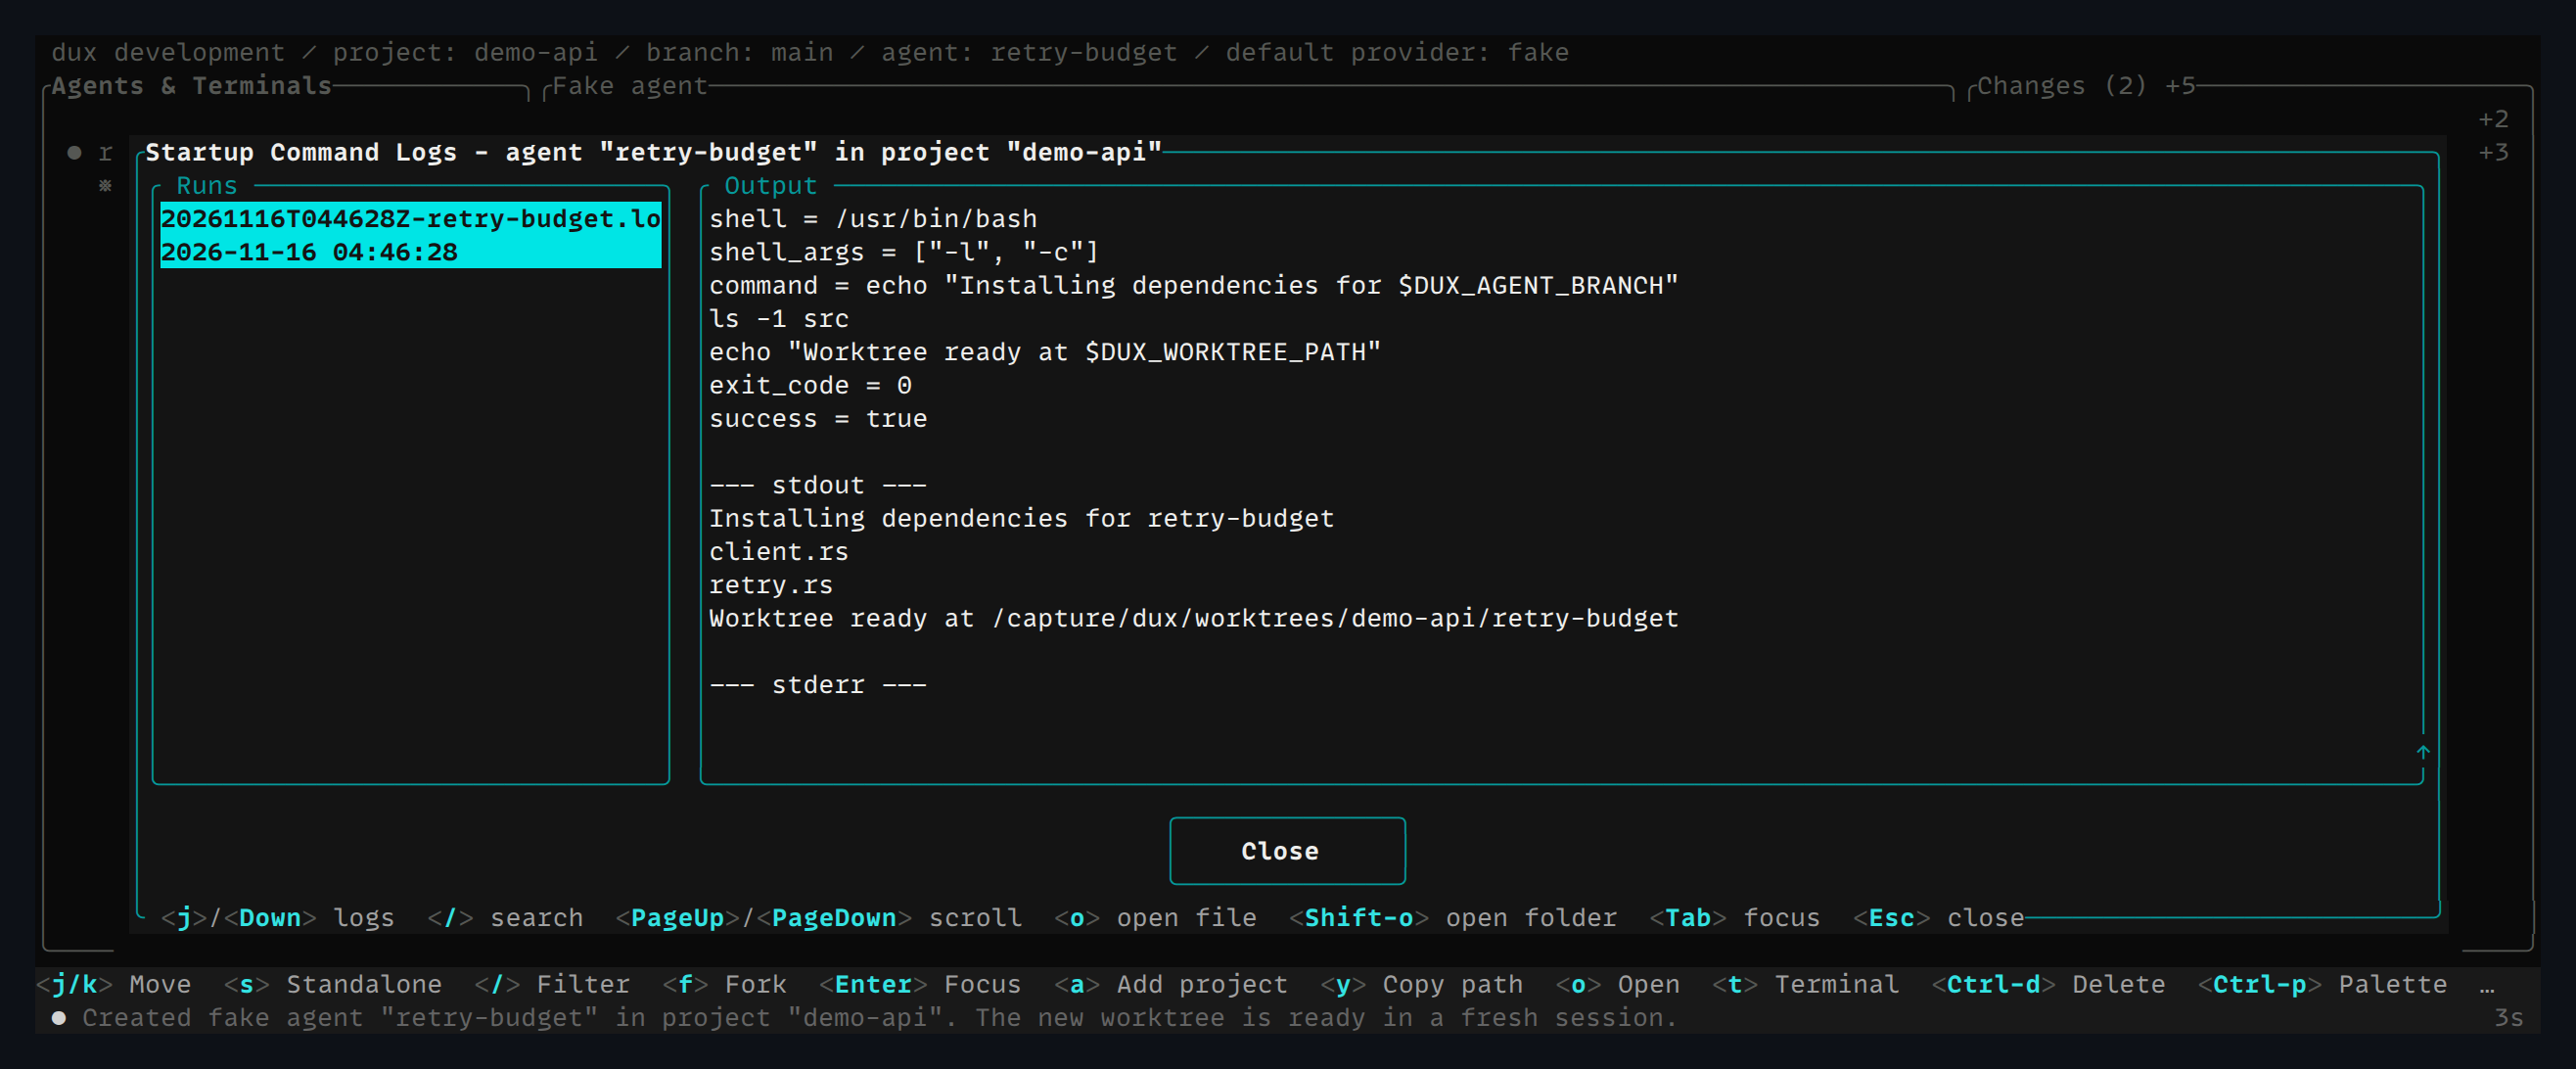 dux development / project: demo-api / branch: main / agent: retry-budget / default provider: fake
Agents & Terminals
Fake agent
Changes (2) +5
+2
+3
● r
※
Startup Command Logs - agent "retry-budget" in project "demo-api"
Runs
20261116T044628Z-retry-budget.lo
2026-11-16 04:46:28
Output
shell = /usr/bin/bash
shell_args = ["-l", "-c"]
command = echo "Installing dependencies for $DUX_AGENT_BRANCH"
ls -1 src
echo "Worktree ready at $DUX_WORKTREE_PATH"
exit_code = 0
success = true
--- stdout ---
Installing dependencies for retry-budget
client.rs
retry.rs
Worktree ready at /capture/dux/worktrees/demo-api/retry-budget
--- stderr ---
↑
Close
<j>/<Down> logs  </> search  <PageUp>/<PageDown> scroll  <o> open file  <Shift-o> open folder  <Tab> focus  <Esc> close
<j/k> Move  <s> Standalone  </> Filter  <f> Fork  <Enter> Focus  <a> Add project  <y> Copy path  <o> Open  <t> Terminal  <Ctrl-d> Delete  <Ctrl-p> Palette  …
● Created fake agent "retry-budget" in project "demo-api". The new worktree is ready in a fresh session.
3s